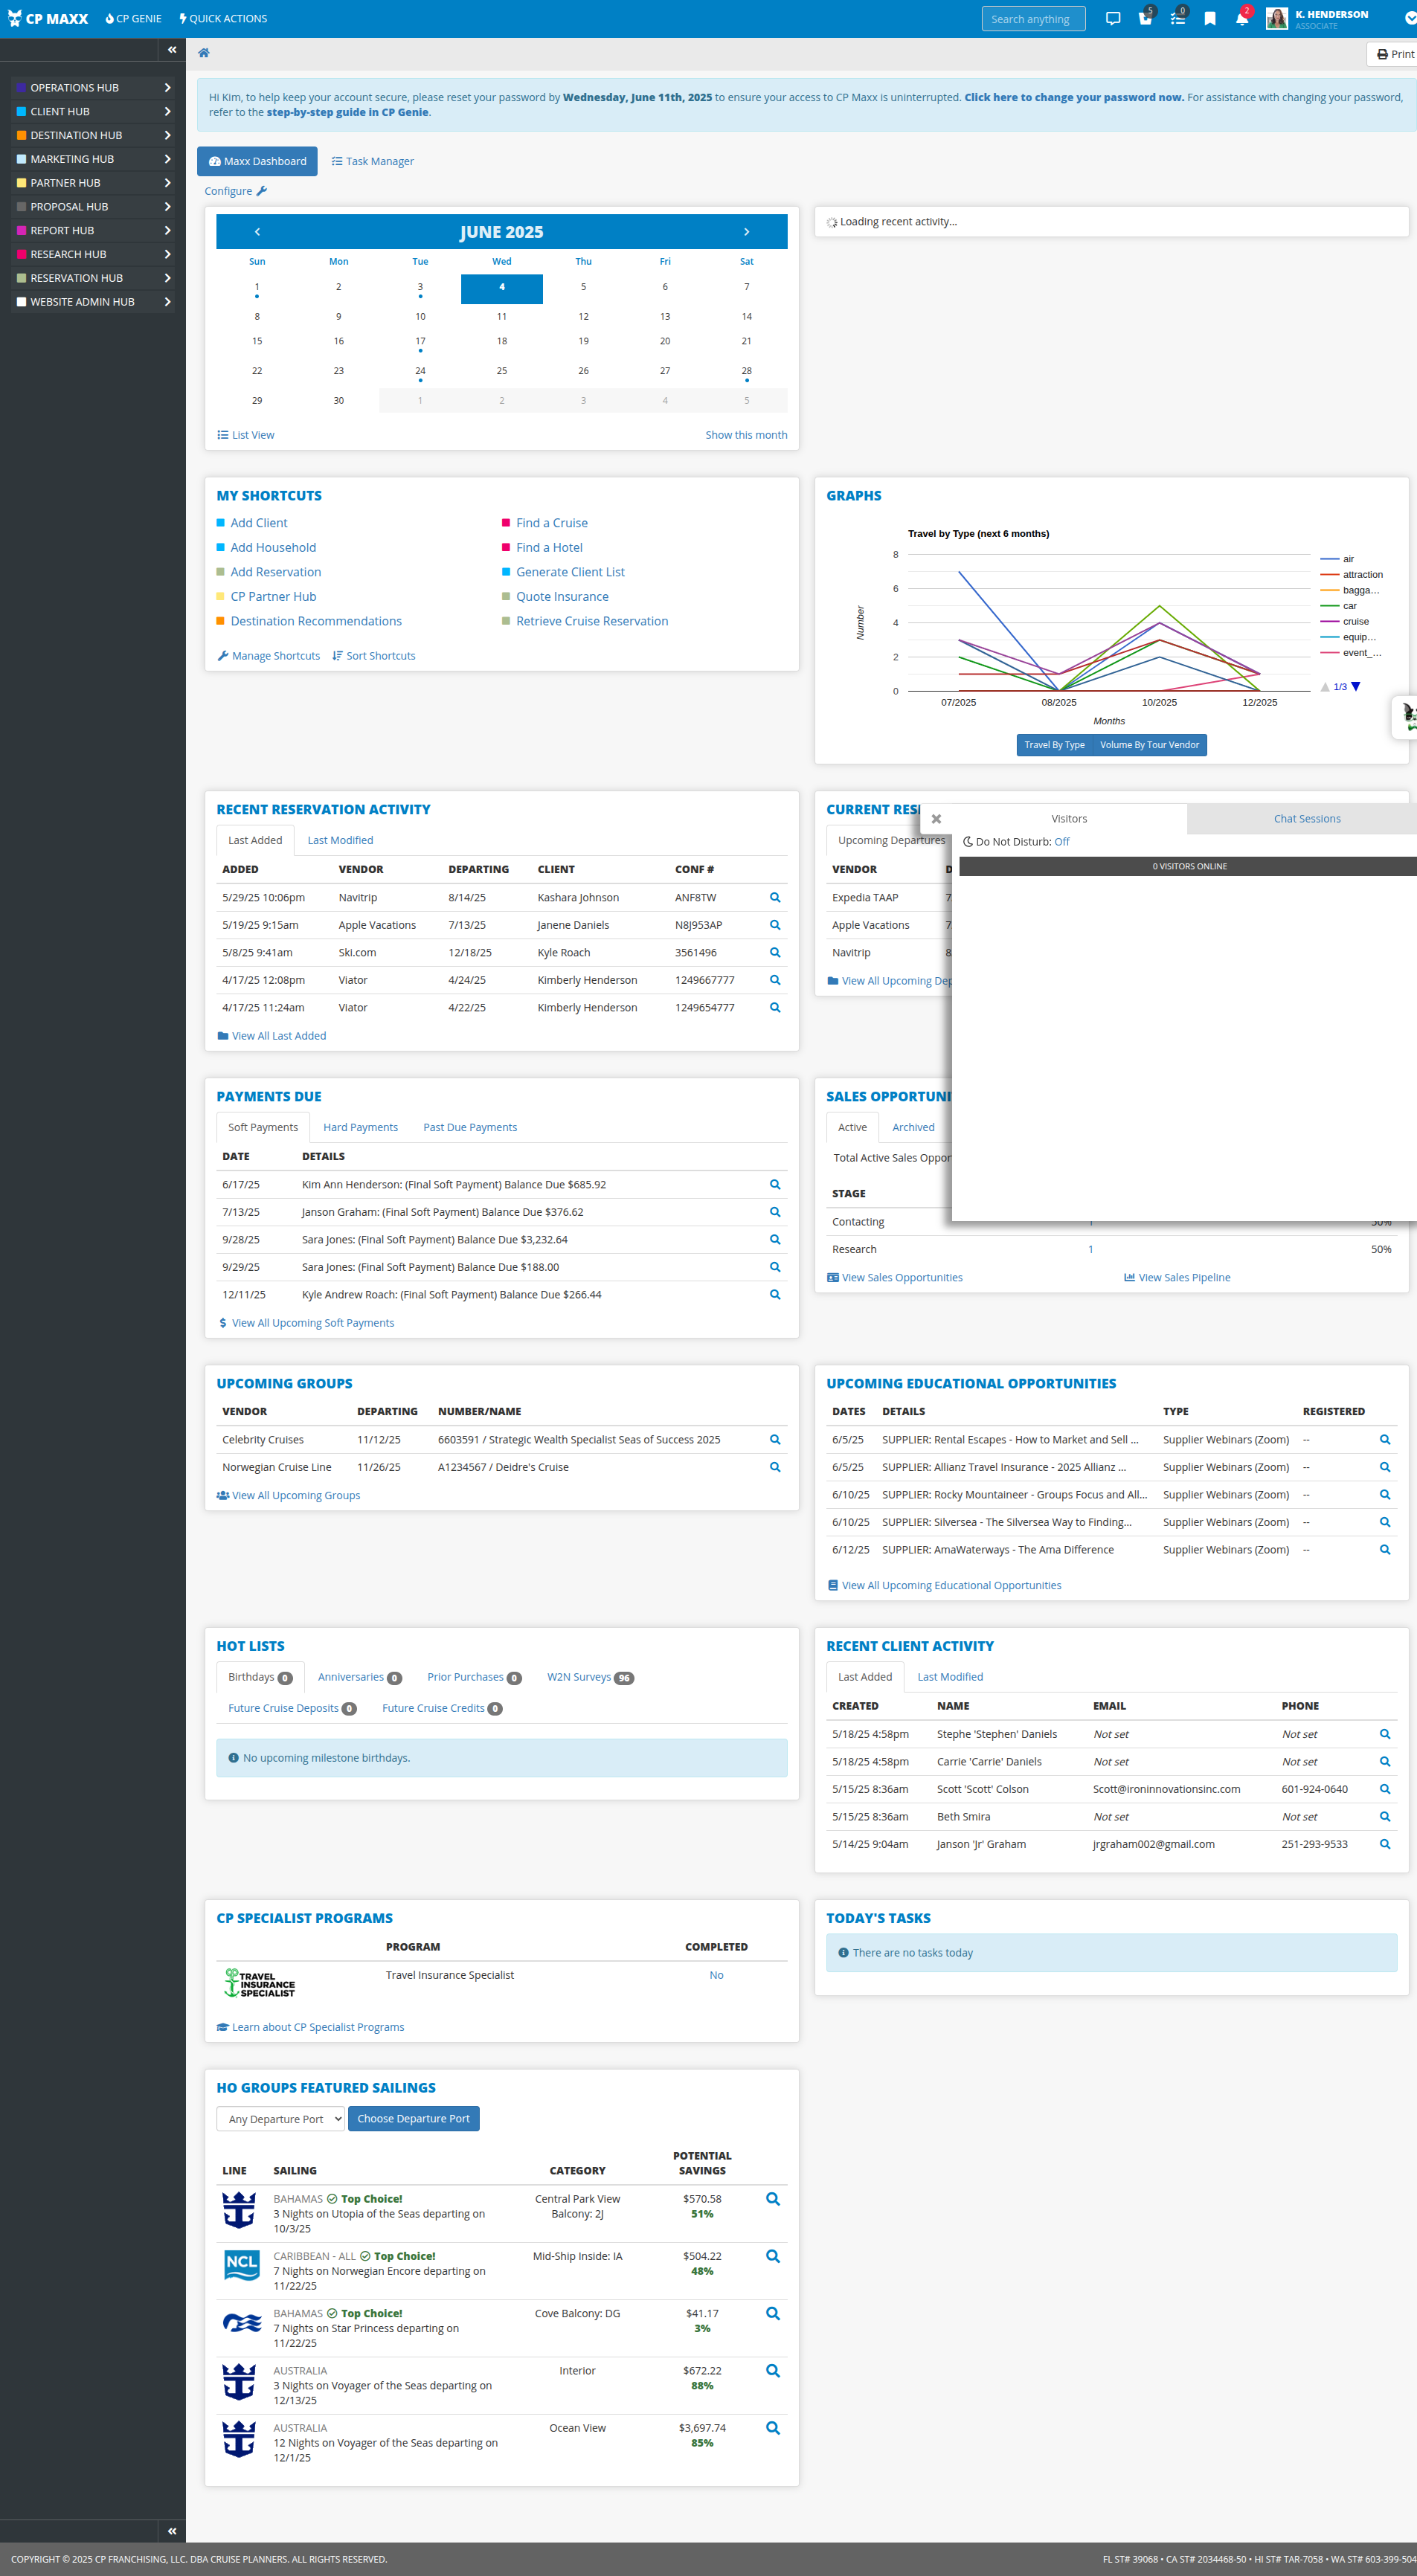 CP MAXX CP GENIE QUICK ACTIONS Search anything 5 0 2 K. HENDERSON
ASSOCIATE
Print
OPERATIONS HUB
CLIENT HUB
DESTINATION HUB
MARKETING HUB
PARTNER HUB
PROPOSAL HUB
REPORT HUB
RESEARCH HUB
RESERVATION HUB
WEBSITE ADMIN HUB
Hi Kim, to help keep your account secure, please reset your password by Wednesday, June 11th, 2025 to ensure your access to CP Maxx is uninterrupted. Click here to change your password now. For assistance with changing your password,
refer to the step-by-step guide in CP Genie.
Maxx Dashboard Task Manager
Configure
JUNE 2025
Sun Mon Tue Wed Thu Fri Sat
1 2 3 4 5 6 7
8 9 10 11 12 13 14
15 16 17 18 19 20 21
22 23 24 25 26 27 28
29 30 1 2 3 4 5
List View Show this month
Loading recent activity...
MY SHORTCUTS
Add Client Find a Cruise
Add Household Find a Hotel
Add Reservation Generate Client List
CP Partner Hub Quote Insurance
Destination Recommendations Retrieve Cruise Reservation
Manage Shortcuts Sort Shortcuts
GRAPHS
Travel by Type (next 6 months)
Number
8
6
4
2
0
07/2025 08/2025 10/2025 12/2025
Months
air
attraction
bagga…
car
cruise
equip…
event_…
1/3
Travel By Type Volume By Tour Vendor
RECENT RESERVATION ACTIVITY
Last Added Last Modified
ADDED VENDOR DEPARTING CLIENT CONF #
5/29/25 10:06pm Navitrip 8/14/25 Kashara Johnson ANF8TW
5/19/25 9:15am Apple Vacations 7/13/25 Janene Daniels N8J953AP
5/8/25 9:41am Ski.com 12/18/25 Kyle Roach 3561496
4/17/25 12:08pm Viator 4/24/25 Kimberly Henderson 1249667777
4/17/25 11:24am Viator 4/22/25 Kimberly Henderson 1249654777
View All Last Added
CURRENT RES
Upcoming Departures
VENDOR D
Expedia TAAP 7
Apple Vacations 7
Navitrip 8
View All Upcoming Dep
Visitors Chat Sessions
Do Not Disturb: Off
0 VISITORS ONLINE
PAYMENTS DUE
Soft Payments Hard Payments Past Due Payments
DATE DETAILS
6/17/25 Kim Ann Henderson: (Final Soft Payment) Balance Due $685.92
7/13/25 Janson Graham: (Final Soft Payment) Balance Due $376.62
9/28/25 Sara Jones: (Final Soft Payment) Balance Due $3,232.64
9/29/25 Sara Jones: (Final Soft Payment) Balance Due $188.00
12/11/25 Kyle Andrew Roach: (Final Soft Payment) Balance Due $266.44
View All Upcoming Soft Payments
SALES OPPORTUNI
Active Archived
Total Active Sales Oppor
STAGE
Contacting 1 50%
Research 1 50%
View Sales Opportunities View Sales Pipeline
UPCOMING GROUPS
VENDOR DEPARTING NUMBER/NAME
Celebrity Cruises 11/12/25 6603591 / Strategic Wealth Specialist Seas of Success 2025
Norwegian Cruise Line 11/26/25 A1234567 / Deidre's Cruise
View All Upcoming Groups
UPCOMING EDUCATIONAL OPPORTUNITIES
DATES DETAILS TYPE REGISTERED
6/5/25 SUPPLIER: Rental Escapes - How to Market and Sell ... Supplier Webinars (Zoom) --
6/5/25 SUPPLIER: Allianz Travel Insurance - 2025 Allianz ... Supplier Webinars (Zoom) --
6/10/25 SUPPLIER: Rocky Mountaineer - Groups Focus and All... Supplier Webinars (Zoom) --
6/10/25 SUPPLIER: Silversea - The Silversea Way to Finding... Supplier Webinars (Zoom) --
6/12/25 SUPPLIER: AmaWaterways - The Ama Difference Supplier Webinars (Zoom) --
View All Upcoming Educational Opportunities
HOT LISTS
Birthdays 0 Anniversaries 0 Prior Purchases 0 W2N Surveys 96
Future Cruise Deposits 0 Future Cruise Credits 0
No upcoming milestone birthdays.
RECENT CLIENT ACTIVITY
Last Added Last Modified
CREATED NAME EMAIL PHONE
5/18/25 4:58pm Stephe 'Stephen' Daniels Not set Not set
5/18/25 4:58pm Carrie 'Carrie' Daniels Not set Not set
5/15/25 8:36am Scott 'Scott' Colson Scott@ironinnovationsinc.com 601-924-0640
5/15/25 8:36am Beth Smira Not set Not set
5/14/25 9:04am Janson 'Jr' Graham jrgraham002@gmail.com 251-293-9533
CP SPECIALIST PROGRAMS
PROGRAM COMPLETED
TRAVEL INSURANCE SPECIALIST Travel Insurance Specialist No
Learn about CP Specialist Programs
TODAY'S TASKS
There are no tasks today
HO GROUPS FEATURED SAILINGS
Any Departure Port Choose Departure Port
LINE SAILING CATEGORY POTENTIAL SAVINGS
BAHAMAS Top Choice! Central Park View $570.58
3 Nights on Utopia of the Seas departing on Balcony: 2J 51%
10/3/25
NCL CARIBBEAN - ALL Top Choice! Mid-Ship Inside: IA $504.22
7 Nights on Norwegian Encore departing on 48%
11/22/25
BAHAMAS Top Choice! Cove Balcony: DG $41.17
7 Nights on Star Princess departing on 3%
11/22/25
AUSTRALIA Interior $672.22
3 Nights on Voyager of the Seas departing on 88%
12/13/25
AUSTRALIA Ocean View $3,697.74
12 Nights on Voyager of the Seas departing on 85%
12/1/25
COPYRIGHT © 2025 CP FRANCHISING, LLC. DBA CRUISE PLANNERS. ALL RIGHTS RESERVED. FL ST# 39068 • CA ST# 2034468-50 • HI ST# TAR-7058 • WA ST# 603-399-504